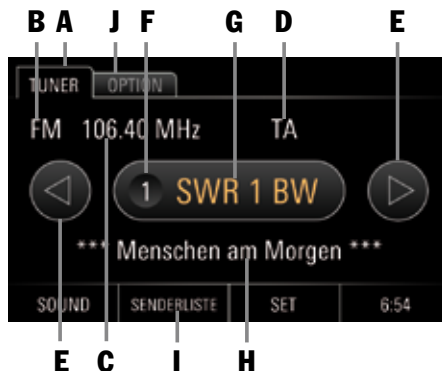 B A J F G D E
TUNER OPTION
FM 106.40 MHz TA
1 SWR 1 BW
*** Menschen am Morgen ***
SOUND SENDERLISTE SET 6:54
E C I H